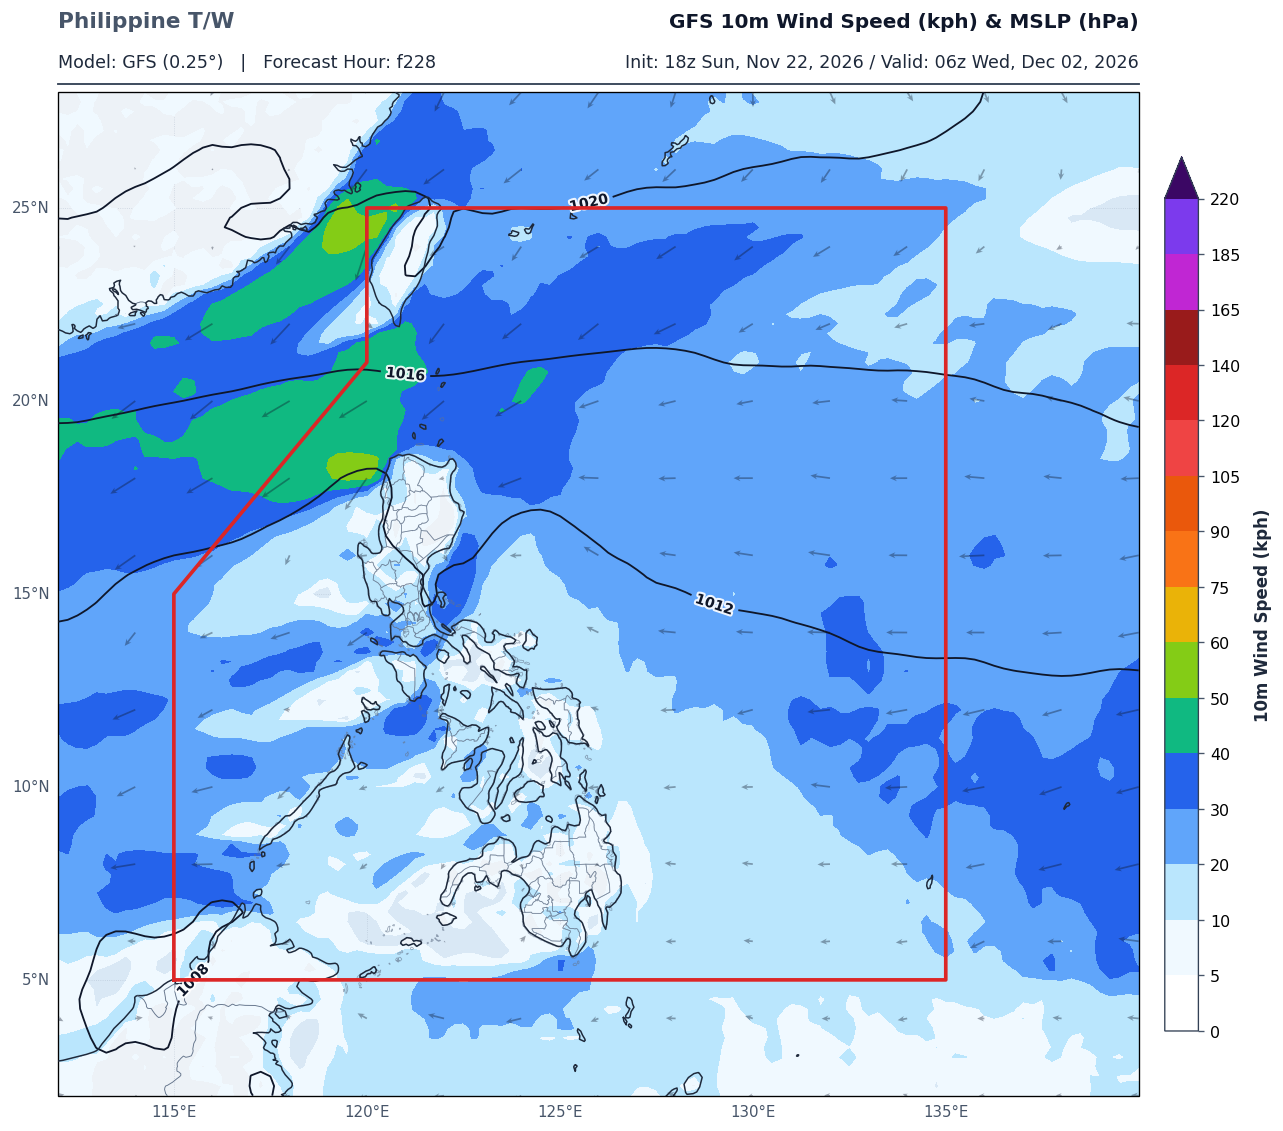 Philippine T/W
GFS 10m Wind Speed (kph) & MSLP (hPa)
Model: GFS (0.25°)   |   Forecast Hour: f228
Init: 18z Sun, Nov 22, 2026 / Valid: 06z Wed, Dec 02, 2026
1020
1016
1012
1008
25°N
20°N
15°N
10°N
5°N
115°E
120°E
125°E
130°E
135°E
220
185
165
140
120
105
90
75
60
50
40
30
20
10
5
0
10m Wind Speed (kph)